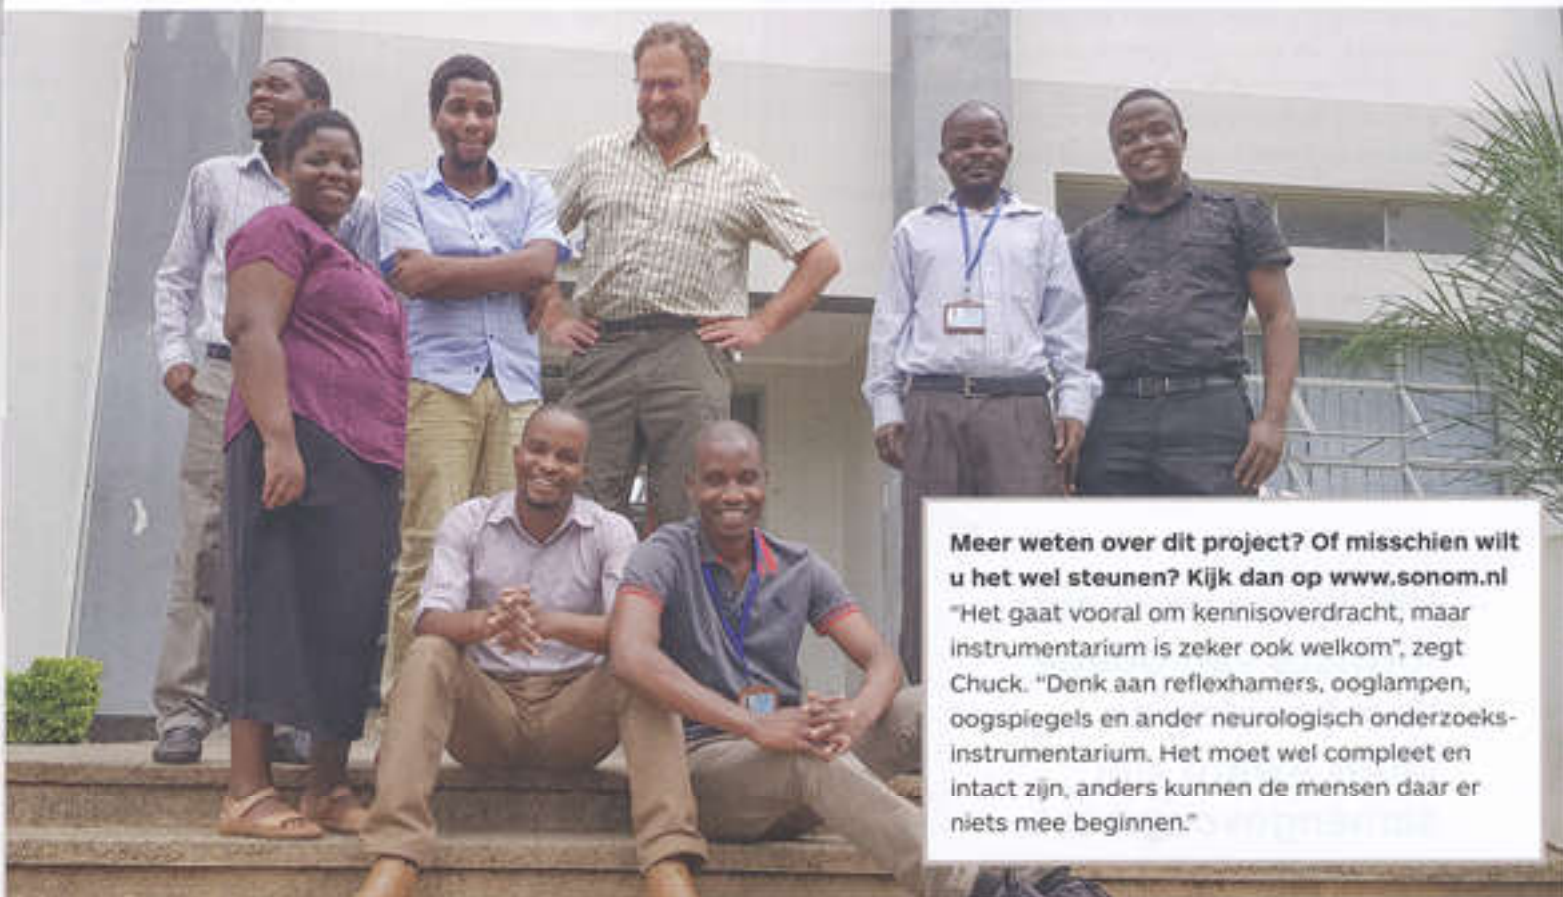 Meer weten over dit project? Of misschien wilt
u het wel steunen? Kijk dan op www.sonom.nl
"Het gaat vooral om kennisoverdracht, maar
instrumentarium is zeker ook welkom", zegt
Chuck. "Denk aan reflexhamers, ooglampen,
oogspiegels en ander neurologisch onderzoeks-
instrumentarium. Het moet wel compleet en
intact zijn, anders kunnen de mensen daar er
niets mee beginnen."